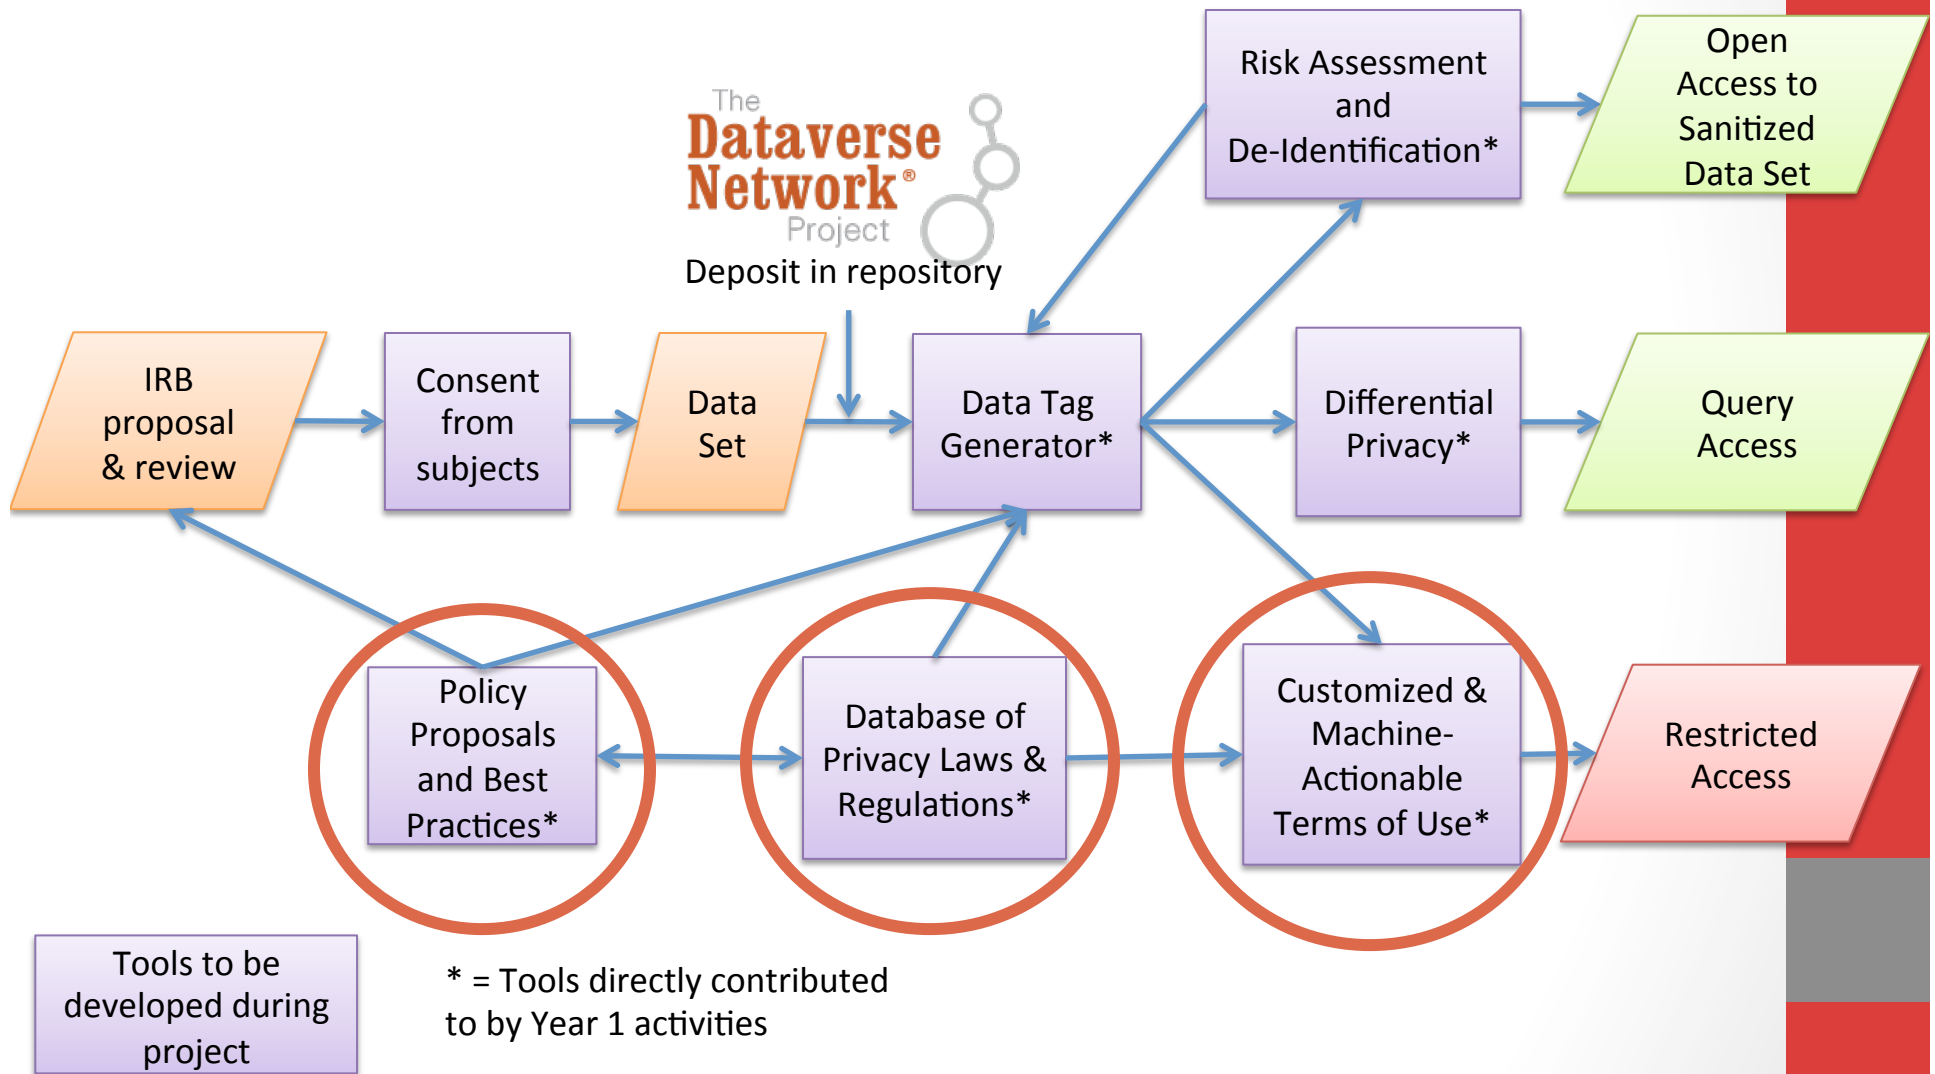 Risk Assessment
and
De-Identification*
Open
Access to
Sanitized
Data Set
The
Dataverse
Network®
Project
Deposit in repository
IRB
proposal
& review
Consent
from
subjects
Data
Set
Data Tag
Generator*
Differential
Privacy*
Query
Access
Policy
Proposals
and Best
Practices*
Database of
Privacy Laws &
Regulations*
Customized &
Machine-
Actionable
Terms of Use*
Restricted
Access
Tools to be
developed during
project
* = Tools directly contributed
to by Year 1 activities